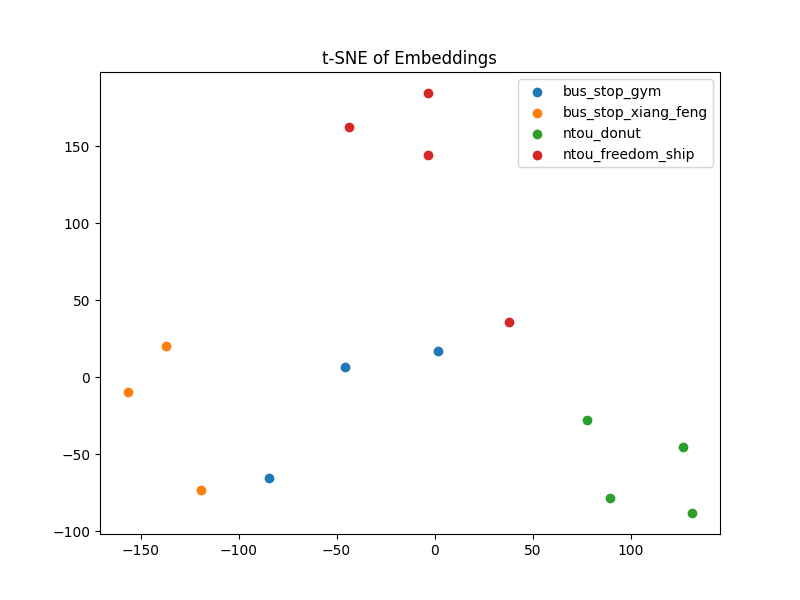 t-SNE of Embeddings
bus_stop_gym
bus_stop_xiang_feng
ntou_donut
ntou_freedom_ship
150
100
50
0
−50
−100
−150
−100
−50
0
50
100